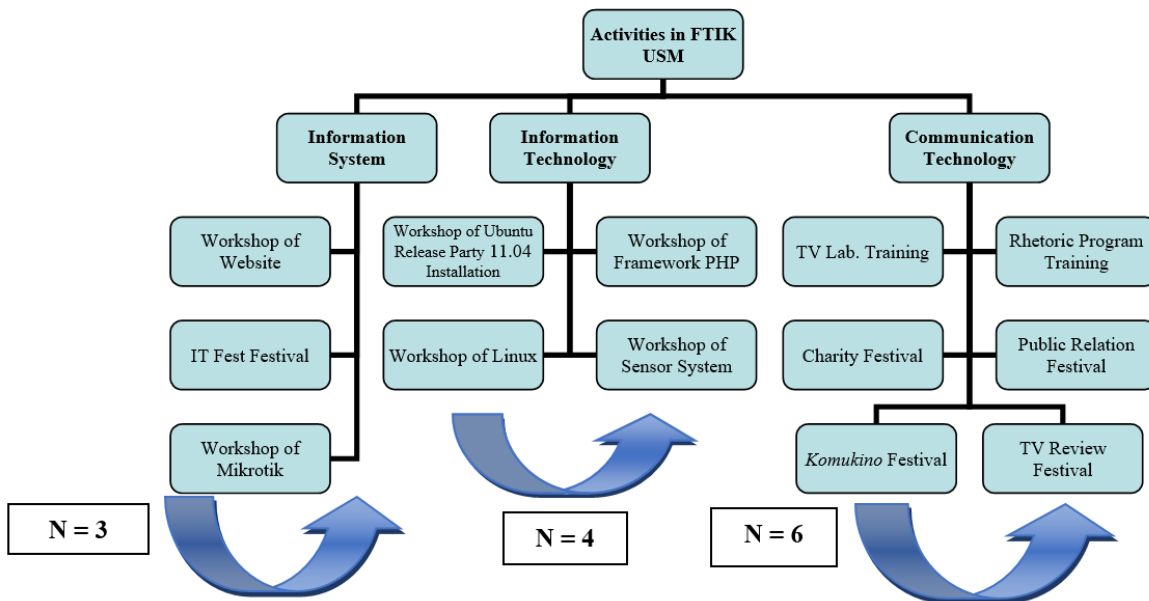 Activities in FTIK
USM
Information
System
Information
Technology
Communication
Technology
Workshop of
Website
Workshop of Ubuntu
Release Party 11.04
Installation
Workshop of
Framework PHP
TV Lab. Training
Rhetoric Program
Training
IT Fest Festival
Workshop of Linux
Workshop of
Sensor System
Charity Festival
Public Relation
Festival
Workshop of
Mikrotik
Komukino Festival
TV Review
Festival
N = 3
N = 4
N = 6